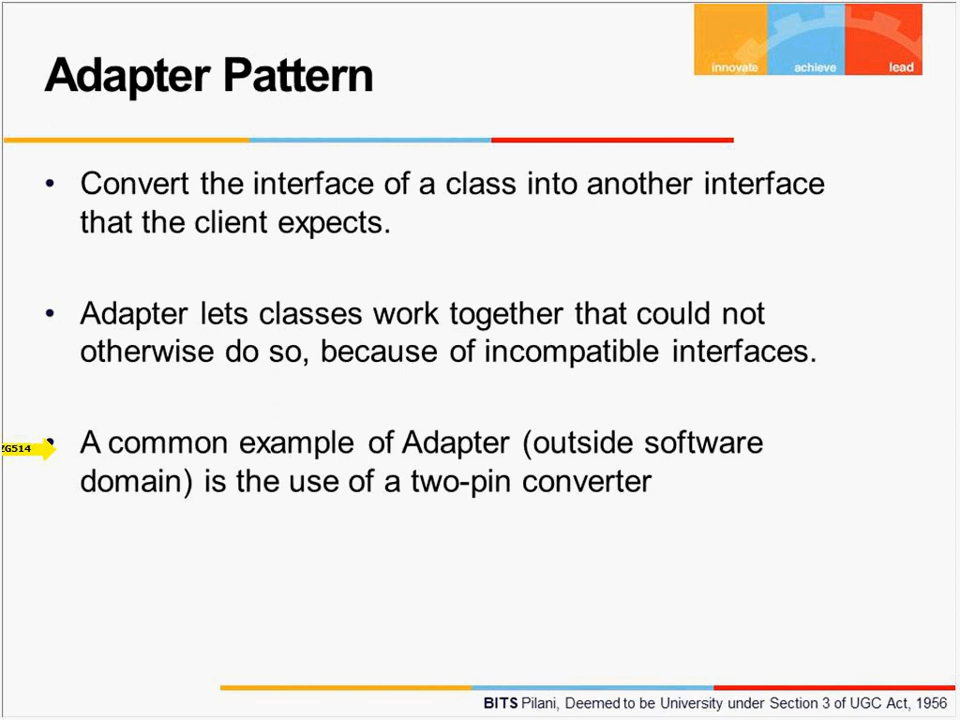 innovate achieve lead
Adapter Pattern
• Convert the interface of a class into another interface
that the client expects.
• Adapter lets classes work together that could not
otherwise do so, because of incompatible interfaces.
ZG514
• A common example of Adapter (outside software
domain) is the use of a two-pin converter
BITS Pilani, Deemed to be University under Section 3 of UGC Act, 1956